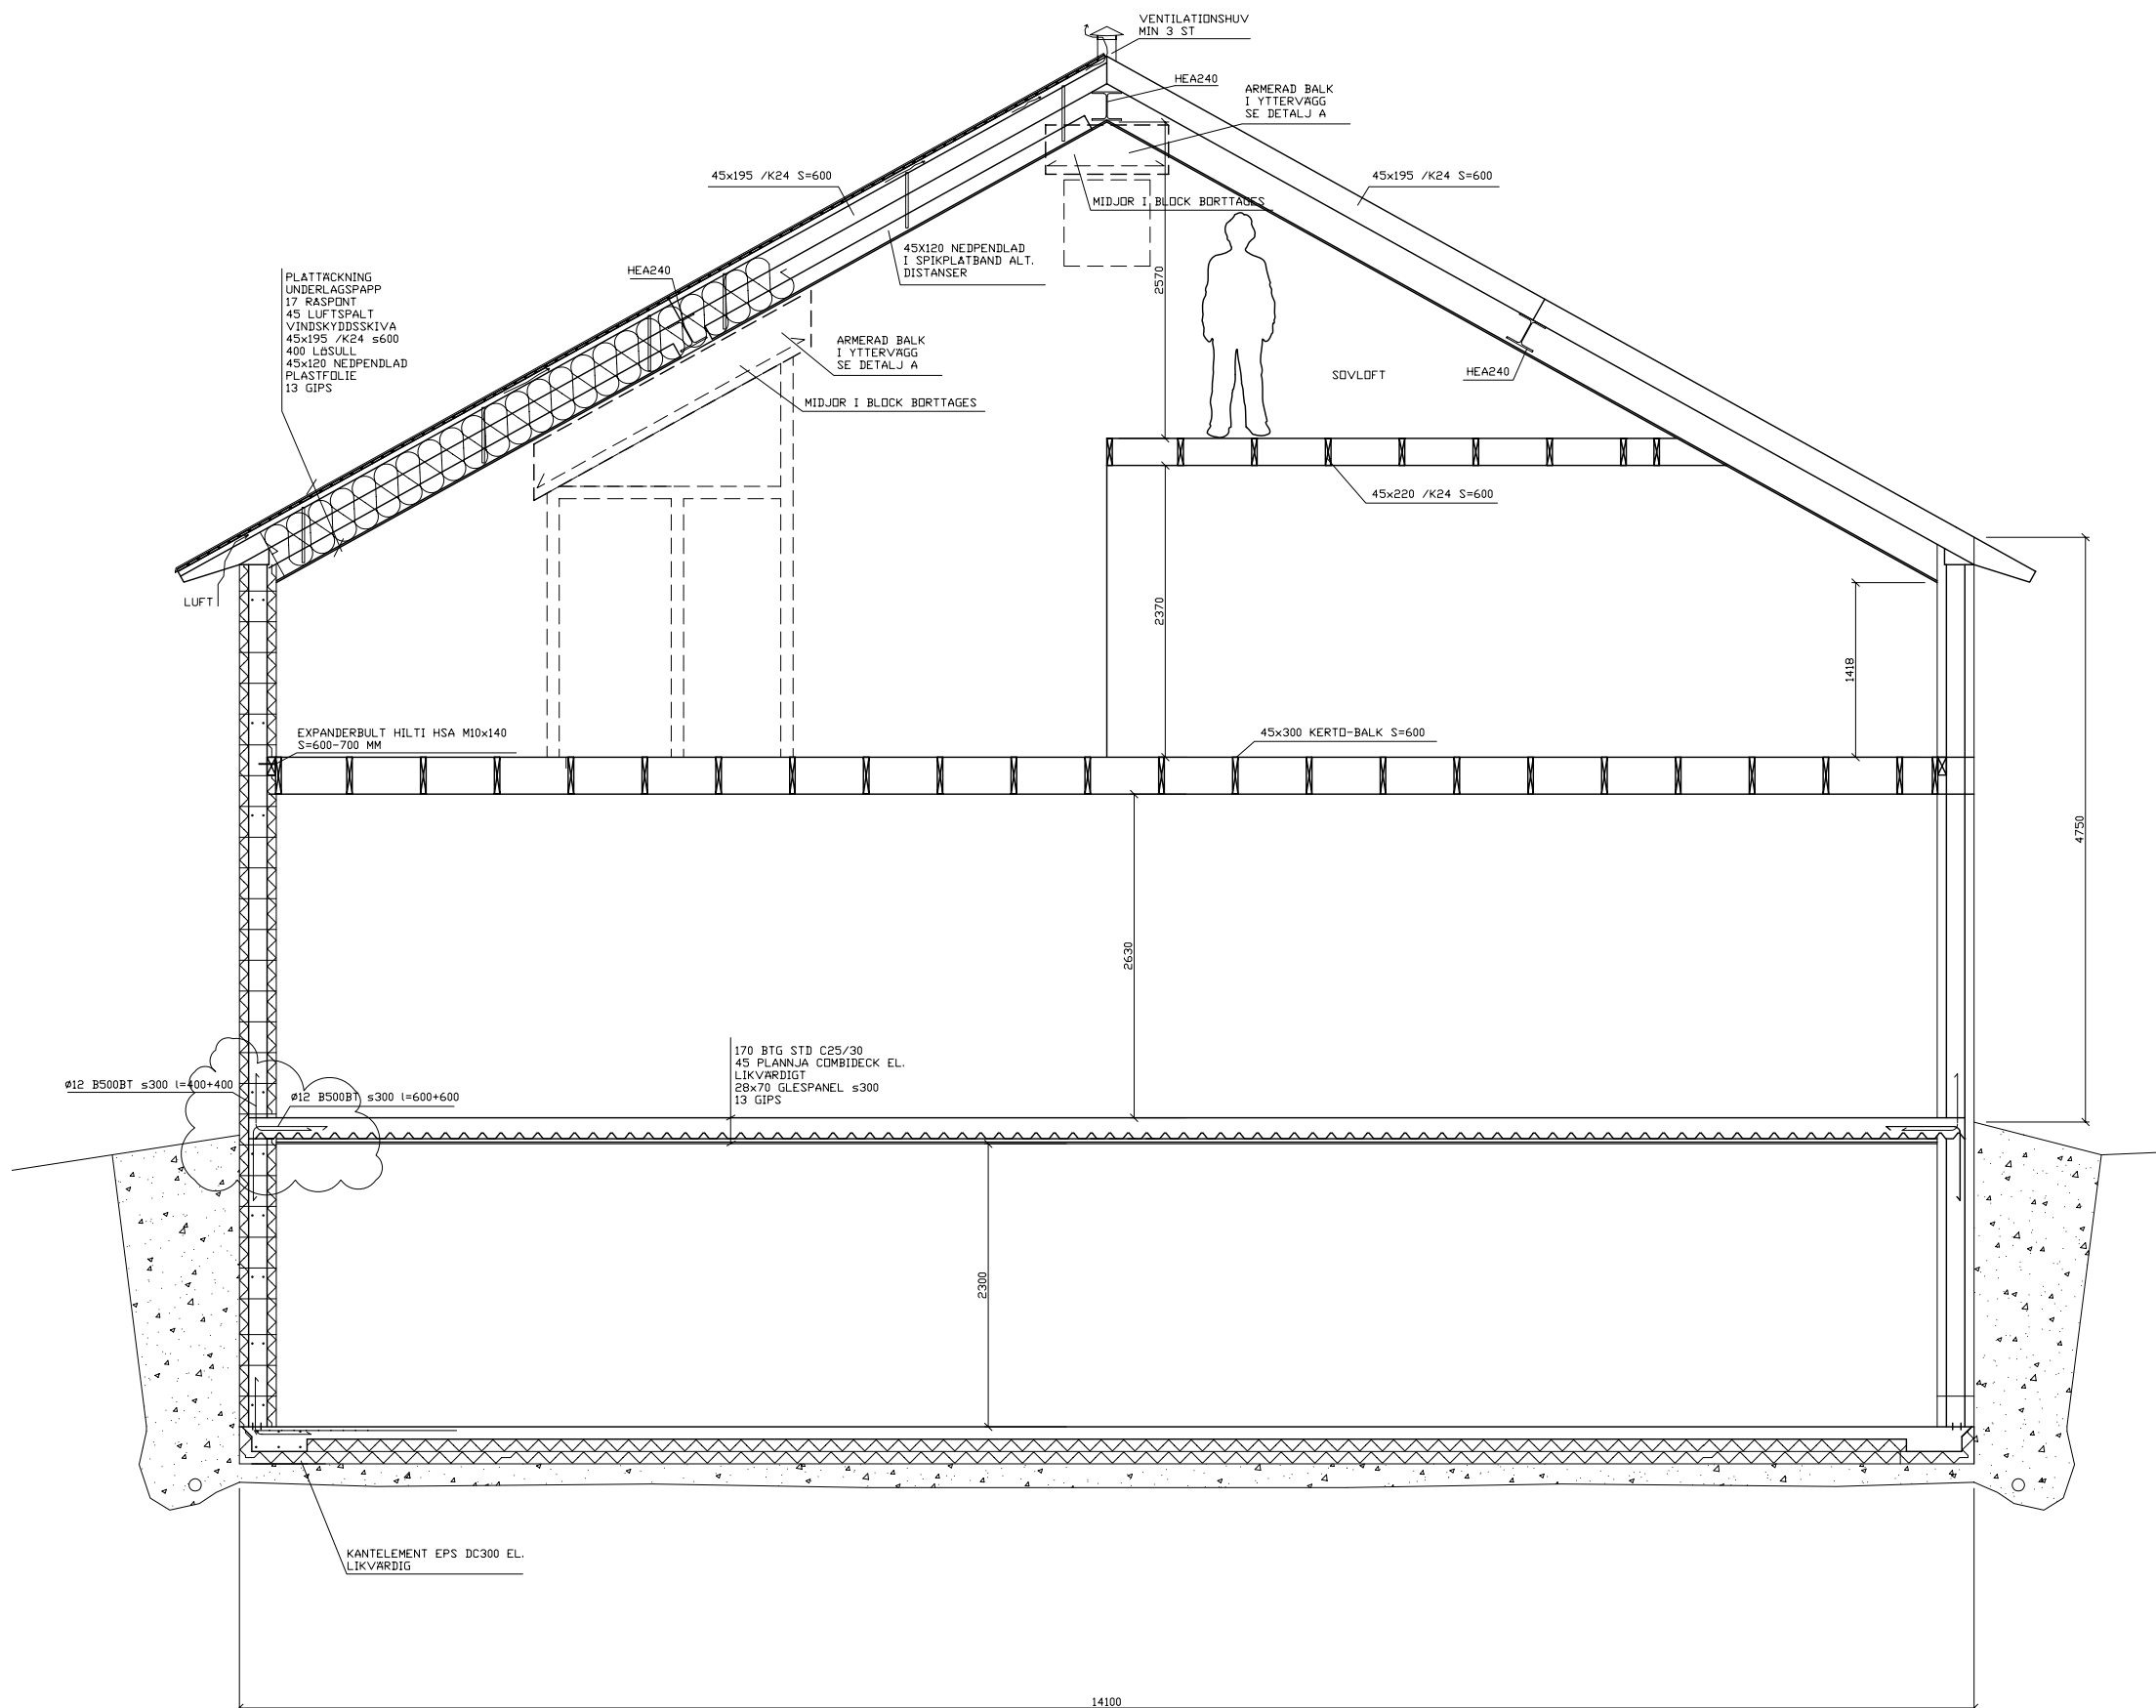 VENTILATIONSHUV
MIN 3 ST
HEA240
ARMERAD BALK
I YTTERVÄGG
SE DETALJ A
45x195 /K24 S=600
45x195 /K24 S=600
MIDJOR I BLOCK BORTTAGES
45X120 NEDPENDLAD
I SPIKPLATBAND ALT.
DISTANSER
HEA240
2570
PLÅTTÄCKNING
UNDERLAGSPAPP
17 RÅSPONT
45 LUFTSPALT
VINDSKYDDSSKIVA
45x195 /K24 s600
400 LÖSULL
45x120 NEDPENDLAD
PLASTFOLIE
13 GIPS
ARMERAD BALK
I YTTERVÄGG
SE DETALJ A
SOVLOFT
HEA240
MIDJOR I BLOCK BORTTAGES
45x220 /K24 S=600
LUFT
2370
1418
EXPANDERBULT HILTI HSA M10x140
S=600-700 MM
45x300 KERTO-BALK S=600
4750
2630
170 BTG STD C25/30
45 PLANNJA COMBIDECK EL.
LIKVÄRDIGT
28x70 GLESPANEL s300
13 GIPS
ø12 B500BT s300 l=400+400
ø12 B500BT s300 l=600+600
2300
KANTELEMENT EPS DC300 EL.
LIKVÄRDIG
14100